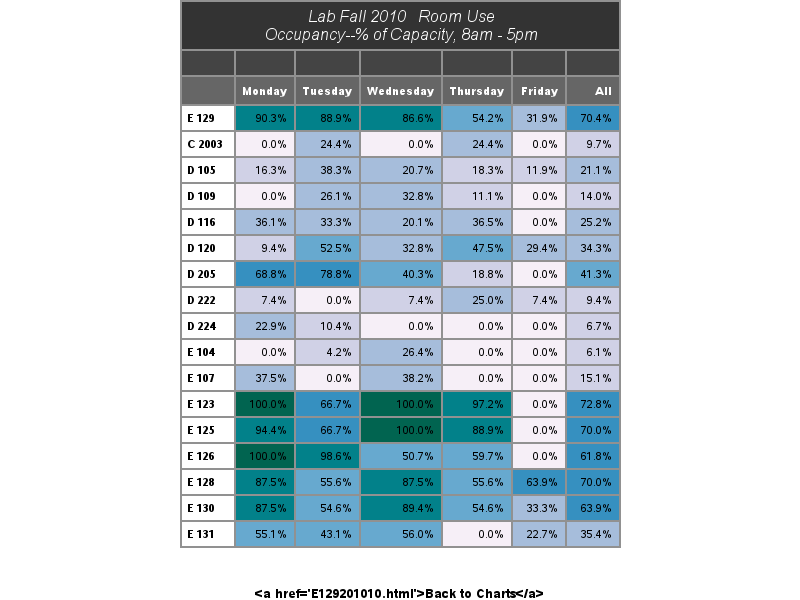 Lab Fall 2010 Room Use
Occupancy--% of Capacity, 8am - 5pm
Monday Tuesday Wednesday Thursday Friday All
E 129 90.3% 88.9% 86.6% 54.2% 31.9% 70.4%
C 2003 0.0% 24.4% 0.0% 24.4% 0.0% 9.7%
D 105 16.3% 38.3% 20.7% 18.3% 11.9% 21.1%
D 109 0.0% 26.1% 32.8% 11.1% 0.0% 14.0%
D 116 36.1% 33.3% 20.1% 36.5% 0.0% 25.2%
D 120 9.4% 52.5% 32.8% 47.5% 29.4% 34.3%
D 205 68.8% 78.8% 40.3% 18.8% 0.0% 41.3%
D 222 7.4% 0.0% 7.4% 25.0% 7.4% 9.4%
D 224 22.9% 10.4% 0.0% 0.0% 0.0% 6.7%
E 104 0.0% 4.2% 26.4% 0.0% 0.0% 6.1%
E 107 37.5% 0.0% 38.2% 0.0% 0.0% 15.1%
E 123 100.0% 66.7% 100.0% 97.2% 0.0% 72.8%
E 125 94.4% 66.7% 100.0% 88.9% 0.0% 70.0%
E 126 100.0% 98.6% 50.7% 59.7% 0.0% 61.8%
E 128 87.5% 55.6% 87.5% 55.6% 63.9% 70.0%
E 130 87.5% 54.6% 89.4% 54.6% 33.3% 63.9%
E 131 55.1% 43.1% 56.0% 0.0% 22.7% 35.4%
&lt;a href='E129201010.html'&gt;Back to Charts&lt;/a&gt;